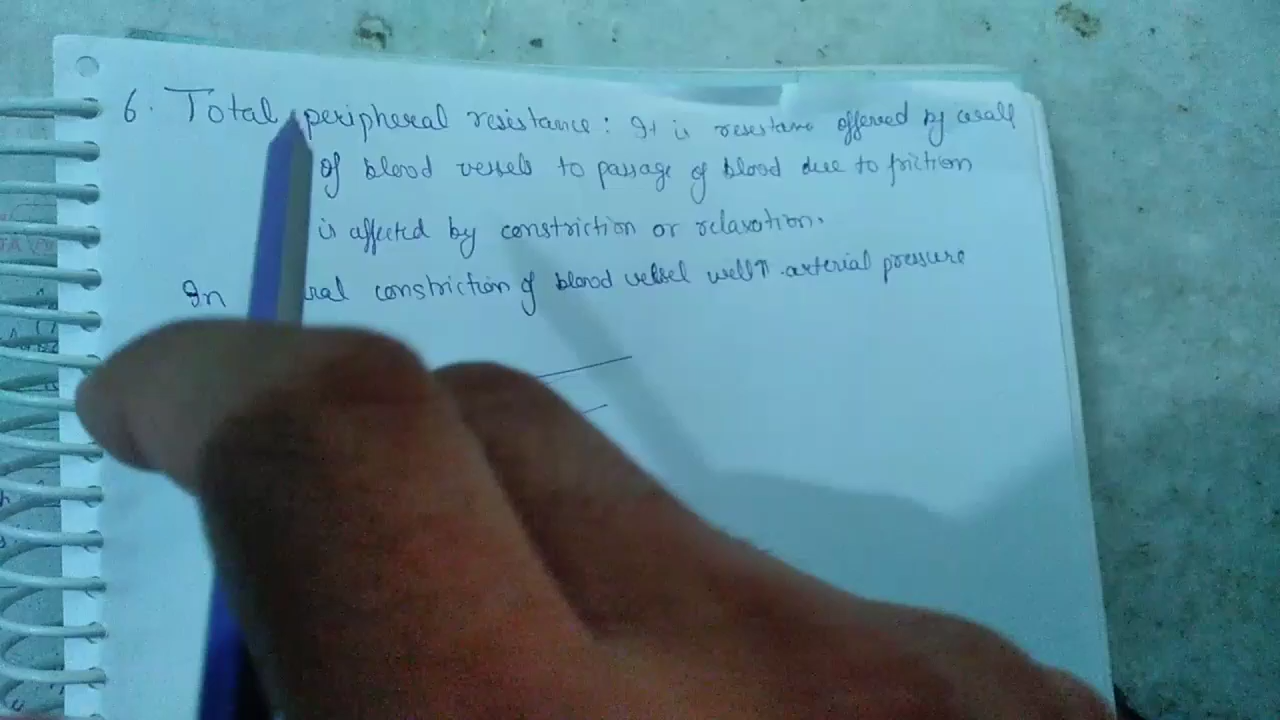 6. Total peripheral resistance: It is resistance offered by wall
of blood vessels to passage of blood due to friction
is affected by constriction or relaxation.
In ral constriction of blood vessel well ↑ arterial pressure